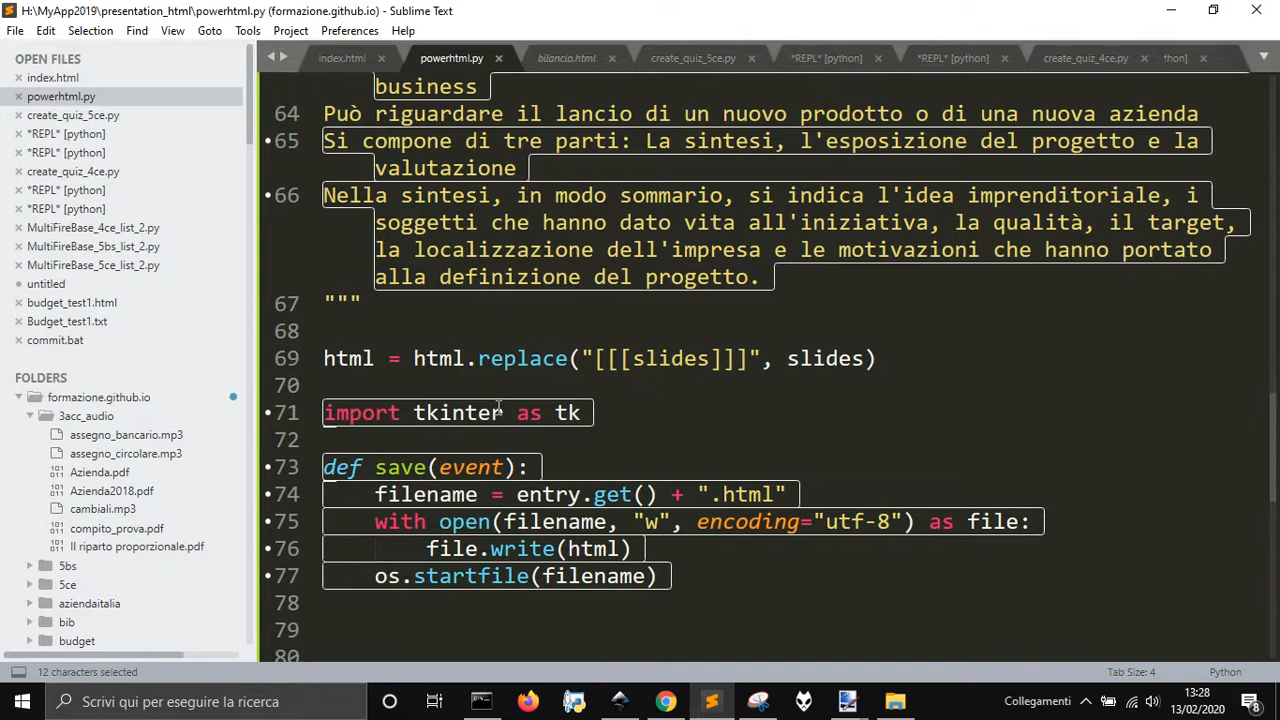 H:\MyApp2019\presentation_html\powerhtml.py (formazione.github.io) - Sublime Text
File Edit Selection Find View Goto Tools Project Preferences Help
OPEN FILES
index.html
powerhtml.py
create_quiz_5ce.py
*REPL* [python]
*REPL* [python]
create_quiz_4ce.py
*REPL* [python]
*REPL* [python]
MultiFireBase_4ce_list_2.py
MultiFireBase_5bs_list_2.py
MultiFireBase_5ce_list_2.py
untitled
budget_test1.html
Budget_test1.txt
commit.bat
FOLDERS
formazione.github.io
3acc_audio
assegno_bancario.mp3
assegno_circolare.mp3
Azienda.pdf
Azienda2018.pdf
cambiali.mp3
compito_prova.pdf
Il riparto proporzionale.pdf
5bs
5ce
aziendaitalia
bib
budget
index.html powerhtml.py bilancio.html create_quiz_5ce.py *REPL* [python] *REPL* [python] create_quiz_4ce.py thon]
business
64 Può riguardare il lancio di un nuovo prodotto o di una nuova azienda
65 Si compone di tre parti: La sintesi, l'esposizione del progetto e la
valutazione
66 Nella sintesi, in modo sommario, si indica l'idea imprenditoriale, i
soggetti che hanno dato vita all'iniziativa, la qualità, il target,
la localizzazione dell'impresa e le motivazioni che hanno portato
alla definizione del progetto.
67 """
68
69 html = html.replace("[[[slides]]]", slides)
70
71 import tkinter as tk
72
73 def save(event):
74 filename = entry.get() + ".html"
75 with open(filename, "w", encoding="utf-8") as file:
76 file.write(html)
77 os.startfile(filename)
78
79
80
12 characters selected
Tab Size: 4 Python
Scrivi qui per eseguire la ricerca
Collegamenti
13:28
13/02/2020
8